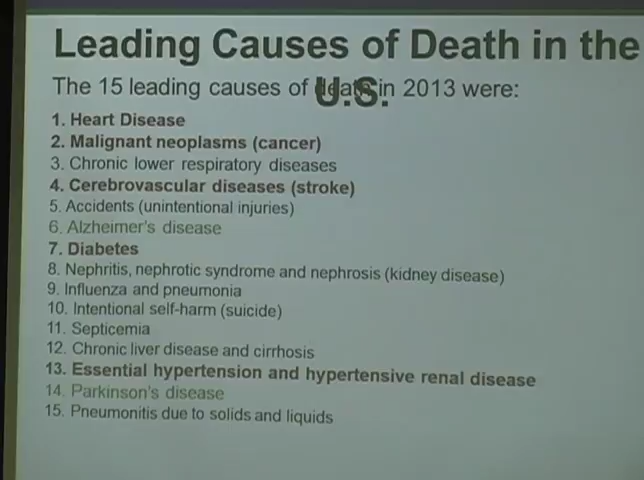 Leading Causes of Death in the
U.S.
The 15 leading causes of death in 2013 were:
1. Heart Disease
2. Malignant neoplasms (cancer)
3. Chronic lower respiratory diseases
4. Cerebrovascular diseases (stroke)
5. Accidents (unintentional injuries)
6. Alzheimer's disease
7. Diabetes
8. Nephritis, nephrotic syndrome and nephrosis (kidney disease)
9. Influenza and pneumonia
10. Intentional self-harm (suicide)
11. Septicemia
12. Chronic liver disease and cirrhosis
13. Essential hypertension and hypertensive renal disease
14. Parkinson's disease
15. Pneumonitis due to solids and liquids